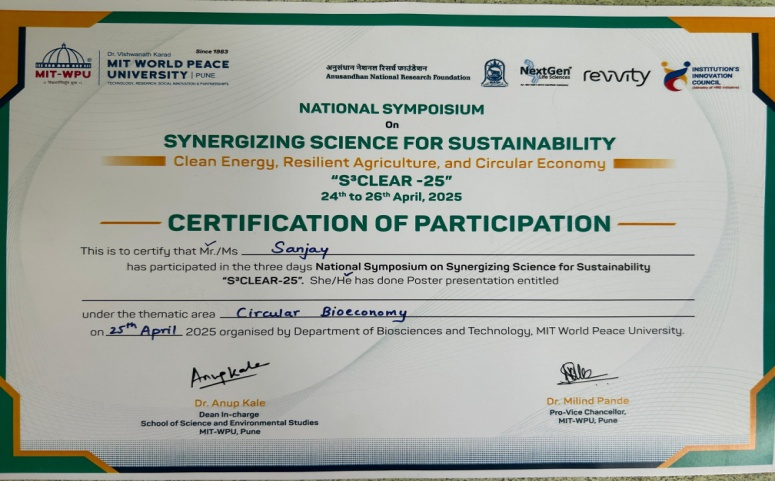 MIT-WPU
Dr. Vishwanath Karad Since 1983
MIT WORLD PEACE
UNIVERSITY | PUNE
TECHNOLOGY, RESEARCH, SOCIAL INNOVATION & PARTNERSHIPS
अनुसंधान नेशनल रिसर्च फाउंडेशन
Anusandhan National Research Foundation
NextGen
Life Sciences
revvity
INSTITUTION'S
INNOVATION
COUNCIL
NATIONAL SYMPOISIUM
On
SYNERGIZING SCIENCE FOR SUSTAINABILITY
Clean Energy, Resilient Agriculture, and Circular Economy
“S³CLEAR -25”
24th to 26th April, 2025
CERTIFICATION OF PARTICIPATION
This is to certify that Mr./Ms Sanjay
has participated in the three days National Symposium on Synergizing Science for Sustainability
“S³CLEAR-25”. She/He has done Poster presentation entitled
under the thematic area Circular Bioeconomy
on 25th April 2025 organised by Department of Biosciences and Technology, MIT World Peace University.
Anup Kale
Dr. Anup Kale
Dean In-charge
School of Science and Environmental Studies
MIT-WPU, Pune
Dr. Milind Pande
Pro-Vice Chancellor,
MIT-WPU, Pune